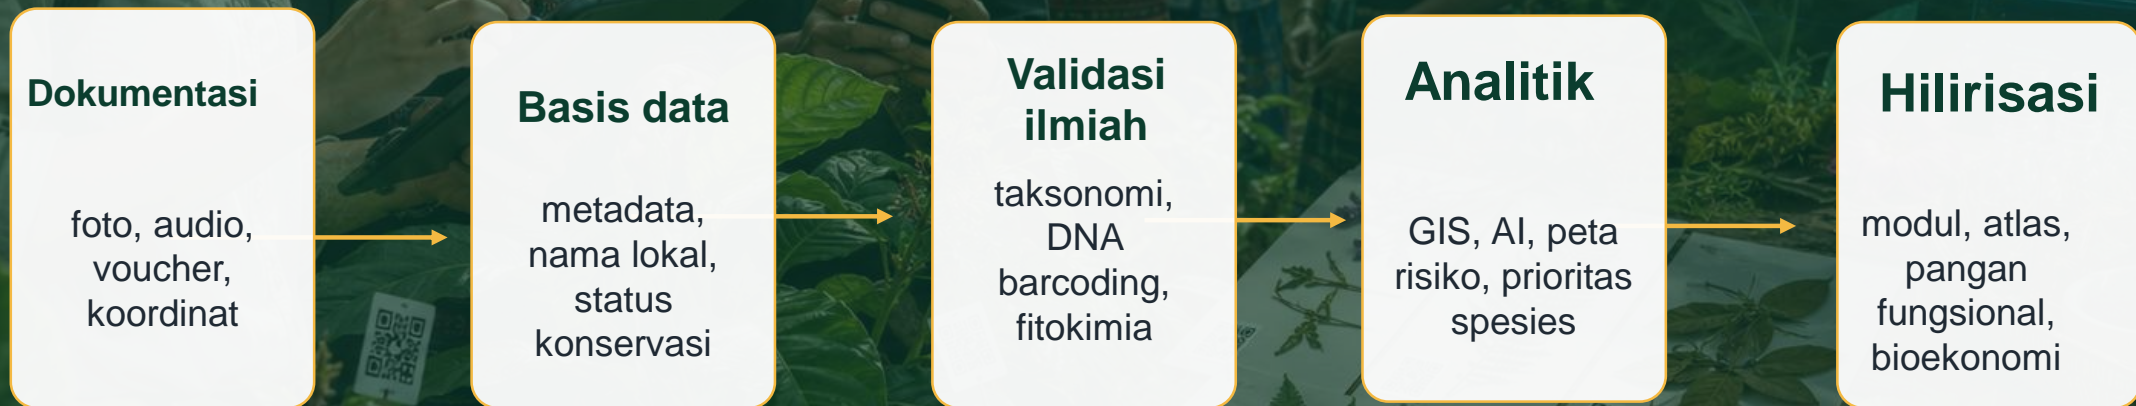 Dokumentasi
foto, audio,
voucher,
koordinat
Basis data
metadata,
nama lokal,
status
konservasi
Validasi
ilmiah
taksonomi,
DNA
barcoding,
fitokimia
Analitik
GIS, AI, peta
risiko, prioritas
spesies
Hilirisasi
modul, atlas,
pangan
fungsional,
bioekonomi